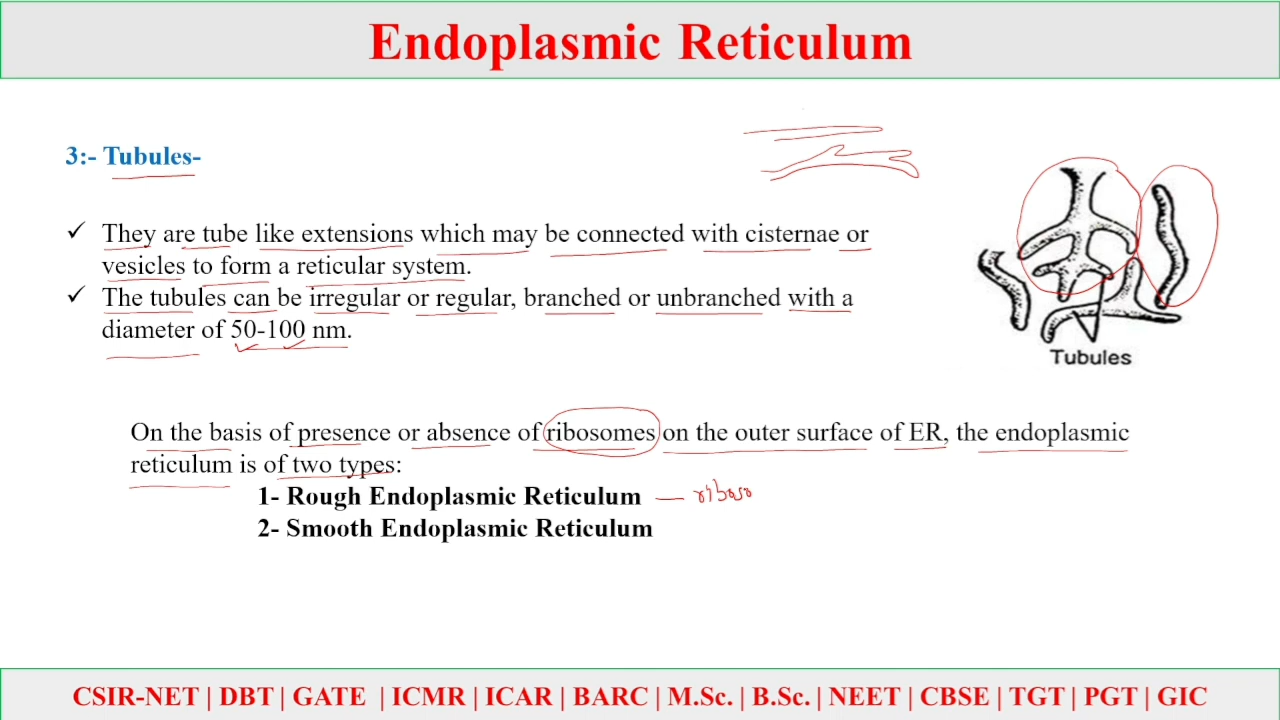 Endoplasmic Reticulum
3:- Tubules-
✓ They are tube like extensions which may be connected with cisternae or
vesicles to form a reticular system.
✓ The tubules can be irregular or regular, branched or unbranched with a
diameter of 50-100 nm.
Tubules
On the basis of presence or absence of ribosomes on the outer surface of ER, the endoplasmic
reticulum is of two types:
1- Rough Endoplasmic Reticulum — riboso
2- Smooth Endoplasmic Reticulum
CSIR-NET | DBT | GATE | ICMR | ICAR | BARC | M.Sc. | B.Sc. | NEET | CBSE | TGT | PGT | GIC